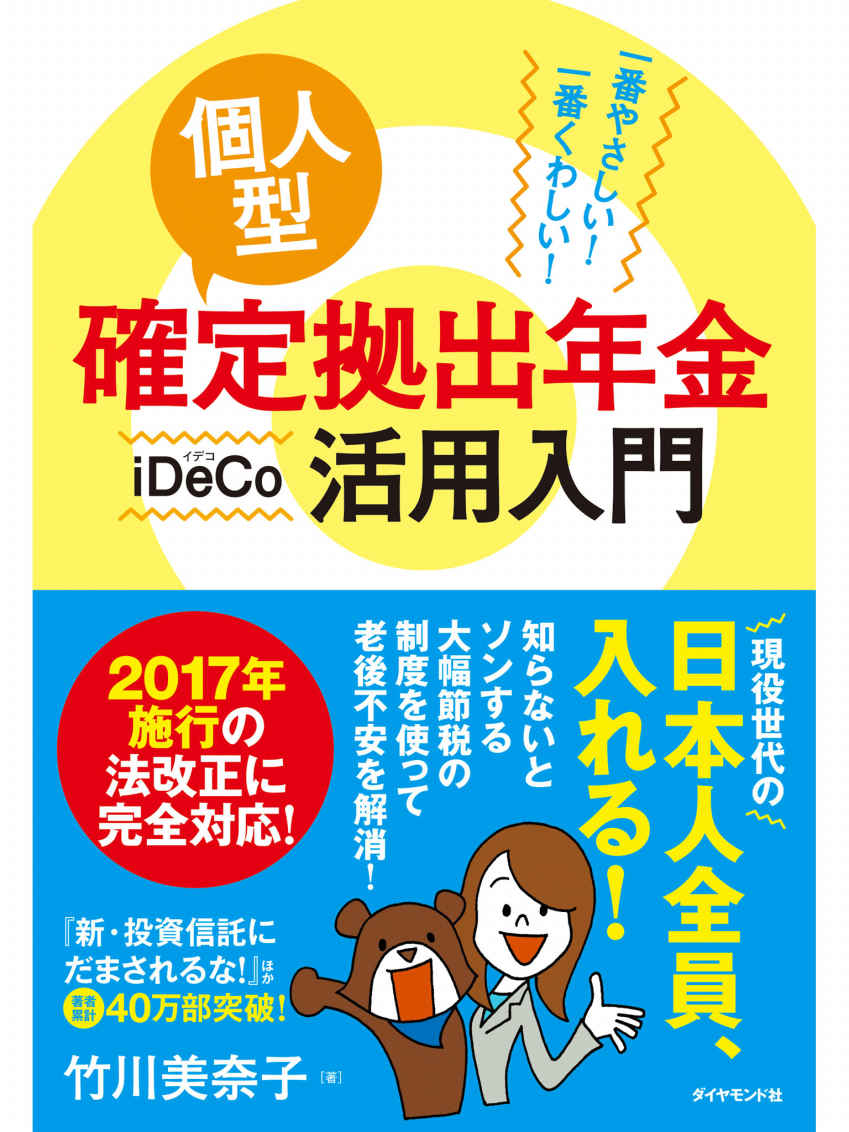 一番やさしい!
一番くわしい!
個人
型
確定拠出年金
イデコ
iDeCo
活用入門
現役世代の
日本人全員、
入れる!
知らないと
ソンする
大幅節税の
制度を使って
老後不安を解消!
2017年
施行の
法改正に
完全対応!
『新・投資信託に
だまされるな!』ほか
著者
累計
40万部突破!
竹川美奈子[著]
ダイヤモンド社